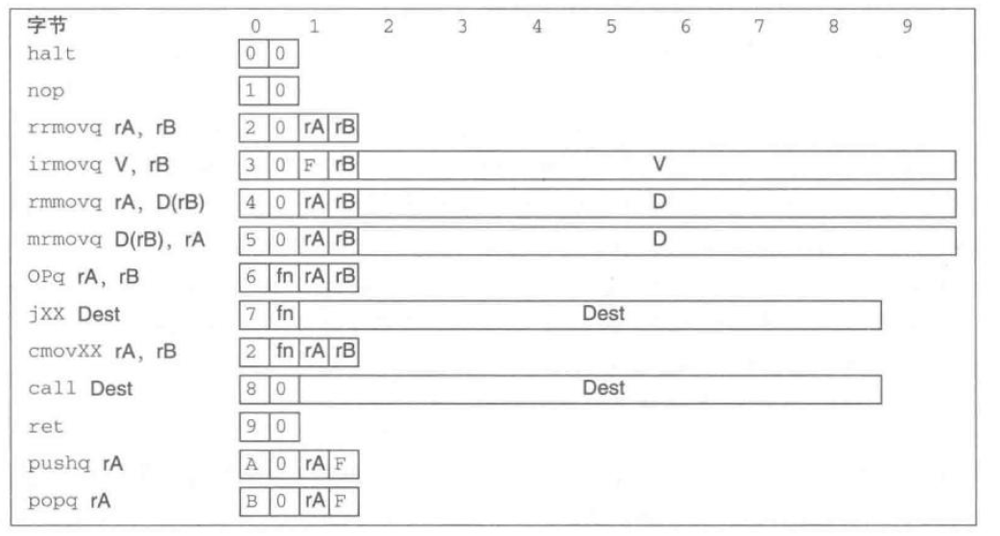 字节 0 1 2 3 4 5 6 7 8 9
halt 0 0
nop 1 0
rrmovq rA, rB 2 0 rA rB
irmovq V, rB 3 0 F rB V
rmmovq rA, D(rB) 4 0 rA rB D
mrmovq D(rB), rA 5 0 rA rB D
OPq rA, rB 6 fn rA rB
jXX Dest 7 fn Dest
cmovXX rA, rB 2 fn rA rB
call Dest 8 0 Dest
ret 9 0
pushq rA A 0 rA F
popq rA B 0 rA F